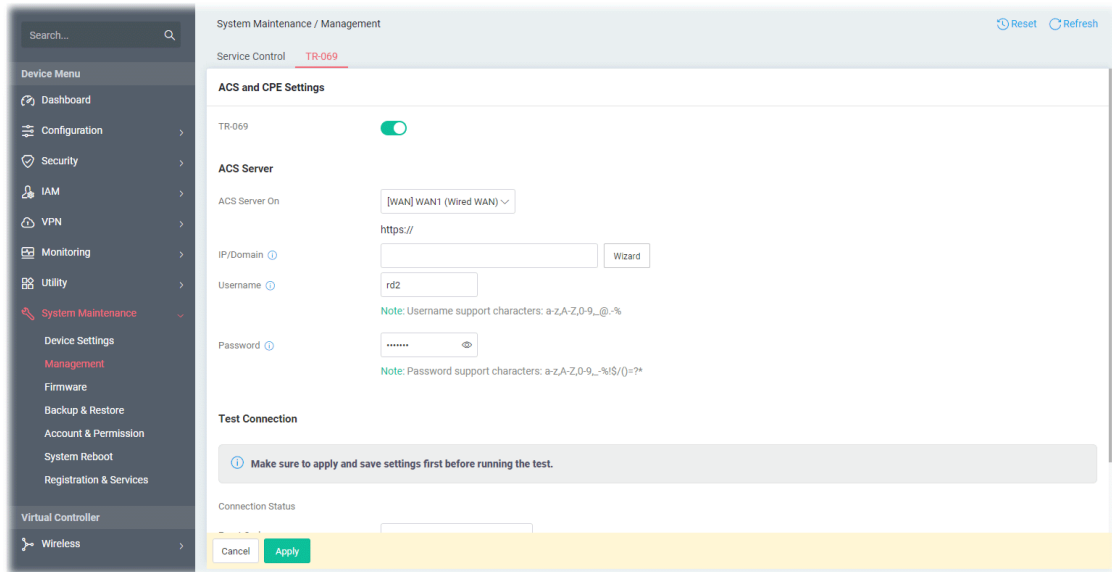 Search...
Device Menu
Dashboard
Configuration
Security
IAM
VPN
Monitoring
Utility
System Maintenance
Device Settings
Management
Firmware
Backup & Restore
Account & Permission
System Reboot
Registration & Services
Virtual Controller
Wireless
System Maintenance / Management
Reset Refresh
Service Control TR-069
ACS and CPE Settings
TR-069
ACS Server
ACS Server On [WAN] WAN1 (Wired WAN)
https://
IP/Domain Wizard
Username rd2
Note: Username support characters: a-z,A-Z,0-9,_@.-%
Password •••••••
Note: Password support characters: a-z,A-Z,0-9,_-%!$/()=?*
Test Connection
Make sure to apply and save settings first before running the test.
Connection Status
Cancel Apply